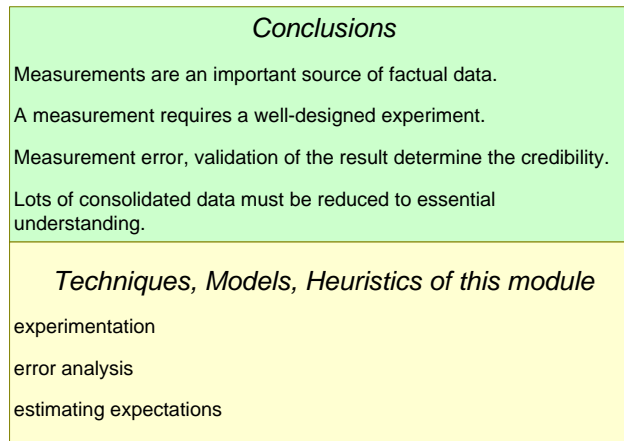 Conclusions
Measurements are an important source of factual data.
A measurement requires a well-designed experiment.
Measurement error, validation of the result determine the credibility.
Lots of consolidated data must be reduced to essential
understanding.
Techniques, Models, Heuristics of this module
experimentation
error analysis
estimating expectations